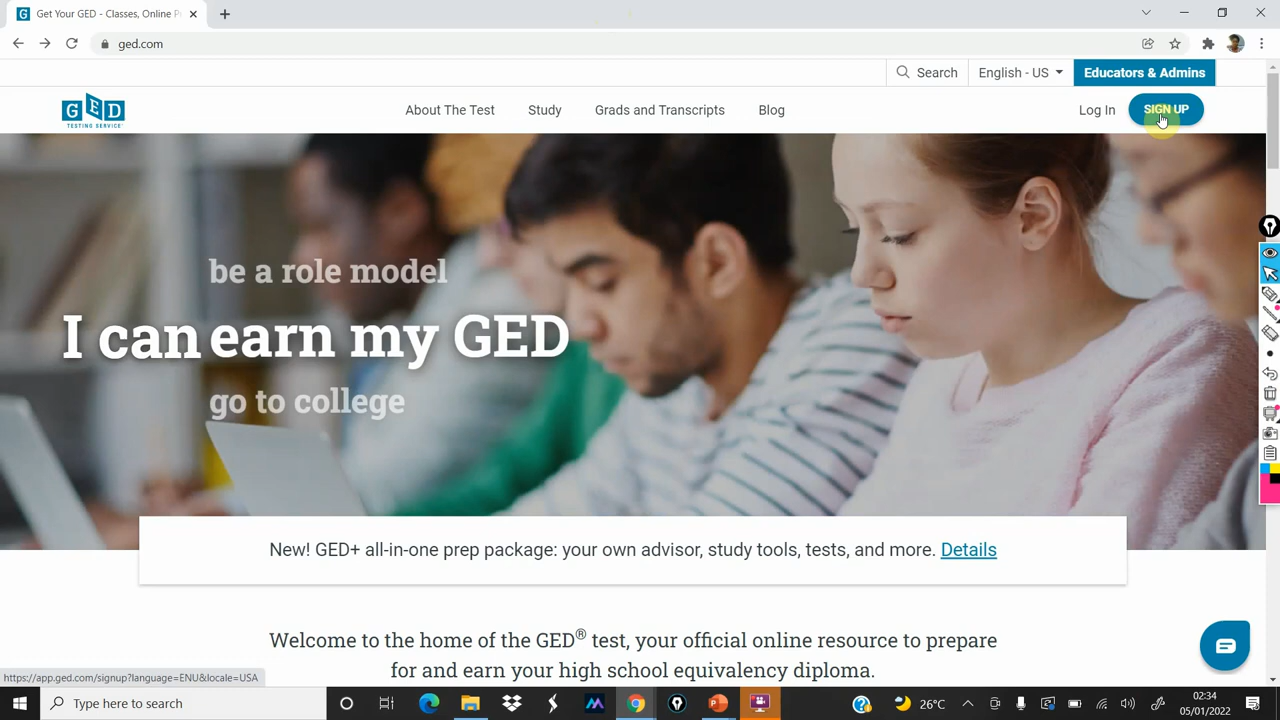 Get Your GED - Classes, Online P
ged.com
Search
English - US
Educators & Admins
GED
TESTING SERVICE
About The Test
Study
Grads and Transcripts
Blog
Log In
SIGN UP
be a role model
I can earn my GED
go to college
New! GED+ all-in-one prep package: your own advisor, study tools, tests, and more. Details
Welcome to the home of the GED® test, your official online resource to prepare
for and earn your high school equivalency diploma.
https://app.ged.com/signup?language=ENU&locale=USA
Type here to search
26°C
02:34
05/01/2022